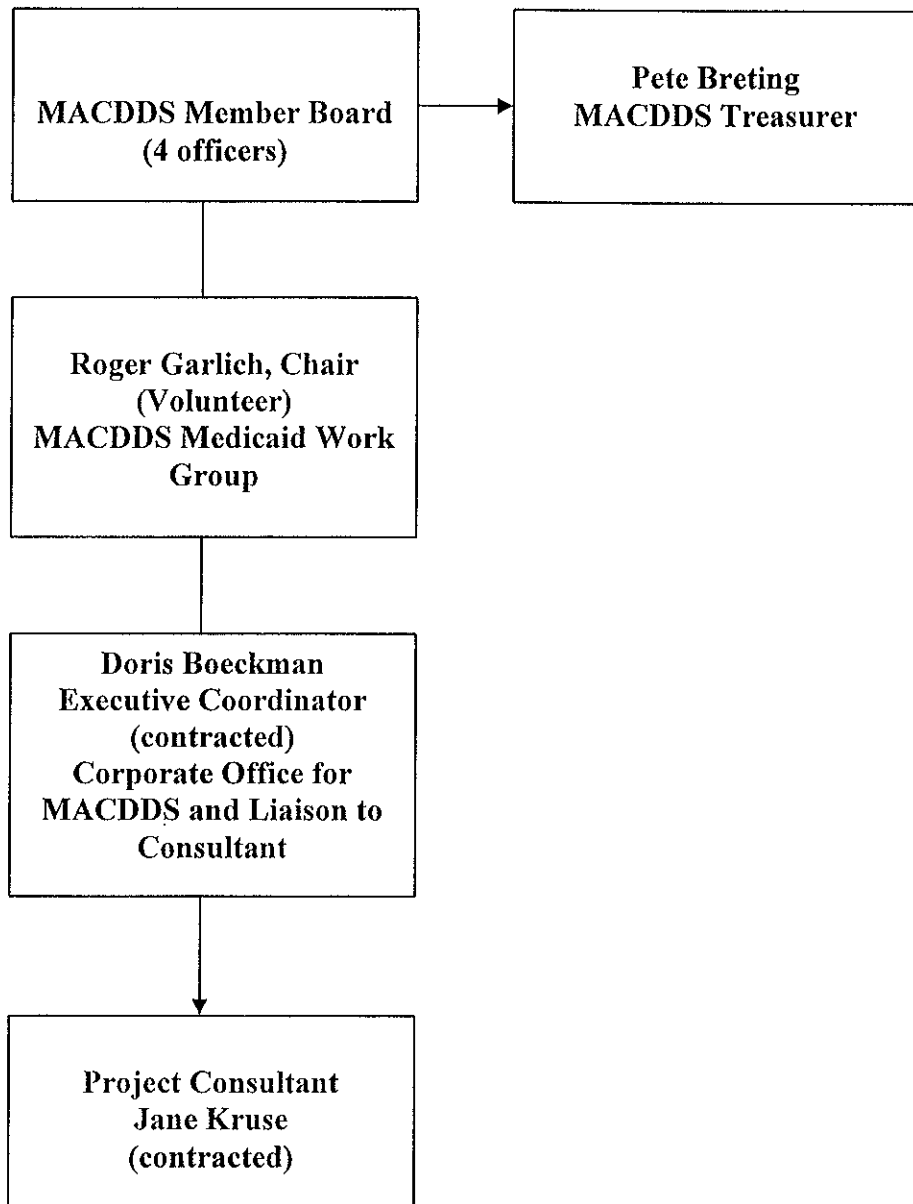 MACDDS Member Board
(4 officers)
Pete Breting
MACDDS Treasurer
Roger Garlich, Chair
(Volunteer)
MACDDS Medicaid Work
Group
Doris Boeckman
Executive Coordinator
(contracted)
Corporate Office for
MACDDS and Liaison to
Consultant
Project Consultant
Jane Kruse
(contracted)